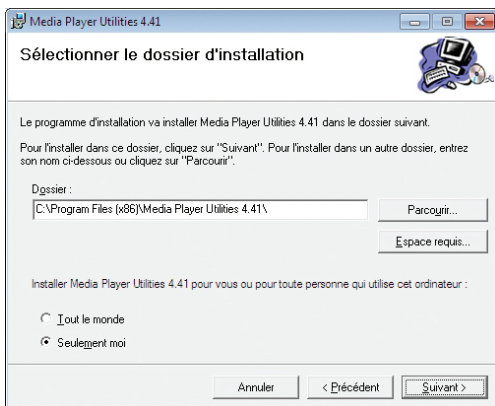 Media Player Utilities 4.41
Sélectionner le dossier d'installation
Le programme d'installation va installer Media Player Utilities 4.41 dans le dossier suivant.
Pour l'installer dans ce dossier, cliquez sur "Suivant". Pour l'installer dans un autre dossier, entrez
son nom ci-dessous ou cliquez sur "Parcourir".
Dossier :
C:\Program Files (x86)\Media Player Utilities 4.41\
Parcourir...
Espace requis...
Installer Media Player Utilities 4.41 pour vous ou pour toute personne qui utilise cet ordinateur :
Tout le monde
Seulement moi
Annuler
< Précédent
Suivant >